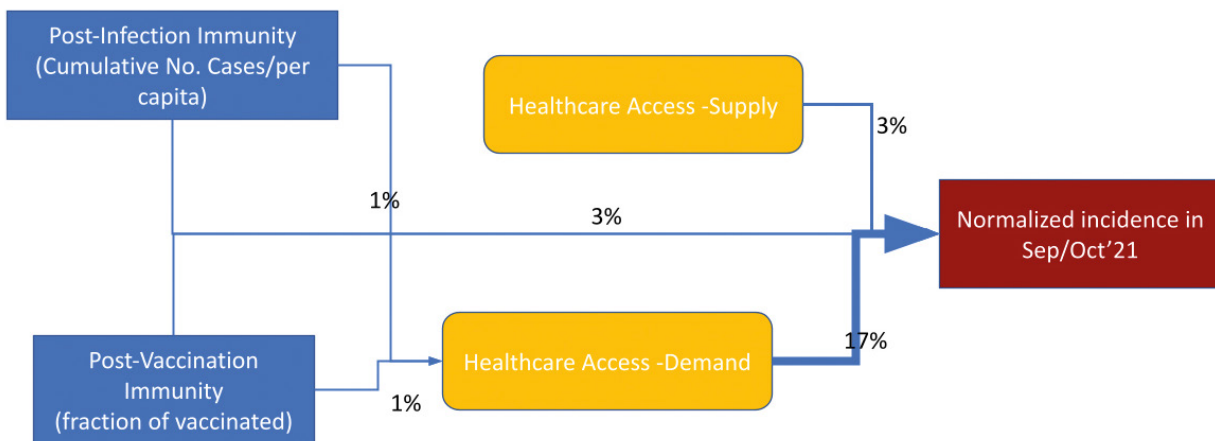 Post-Infection Immunity
(Cumulative No. Cases/per
capita)
Healthcare Access -Supply
3%
1%
3%
Normalized incidence in
Sep/Oct’21
Post-Vaccination
Immunity
(fraction of vaccinated)
Healthcare Access -Demand
17%
1%